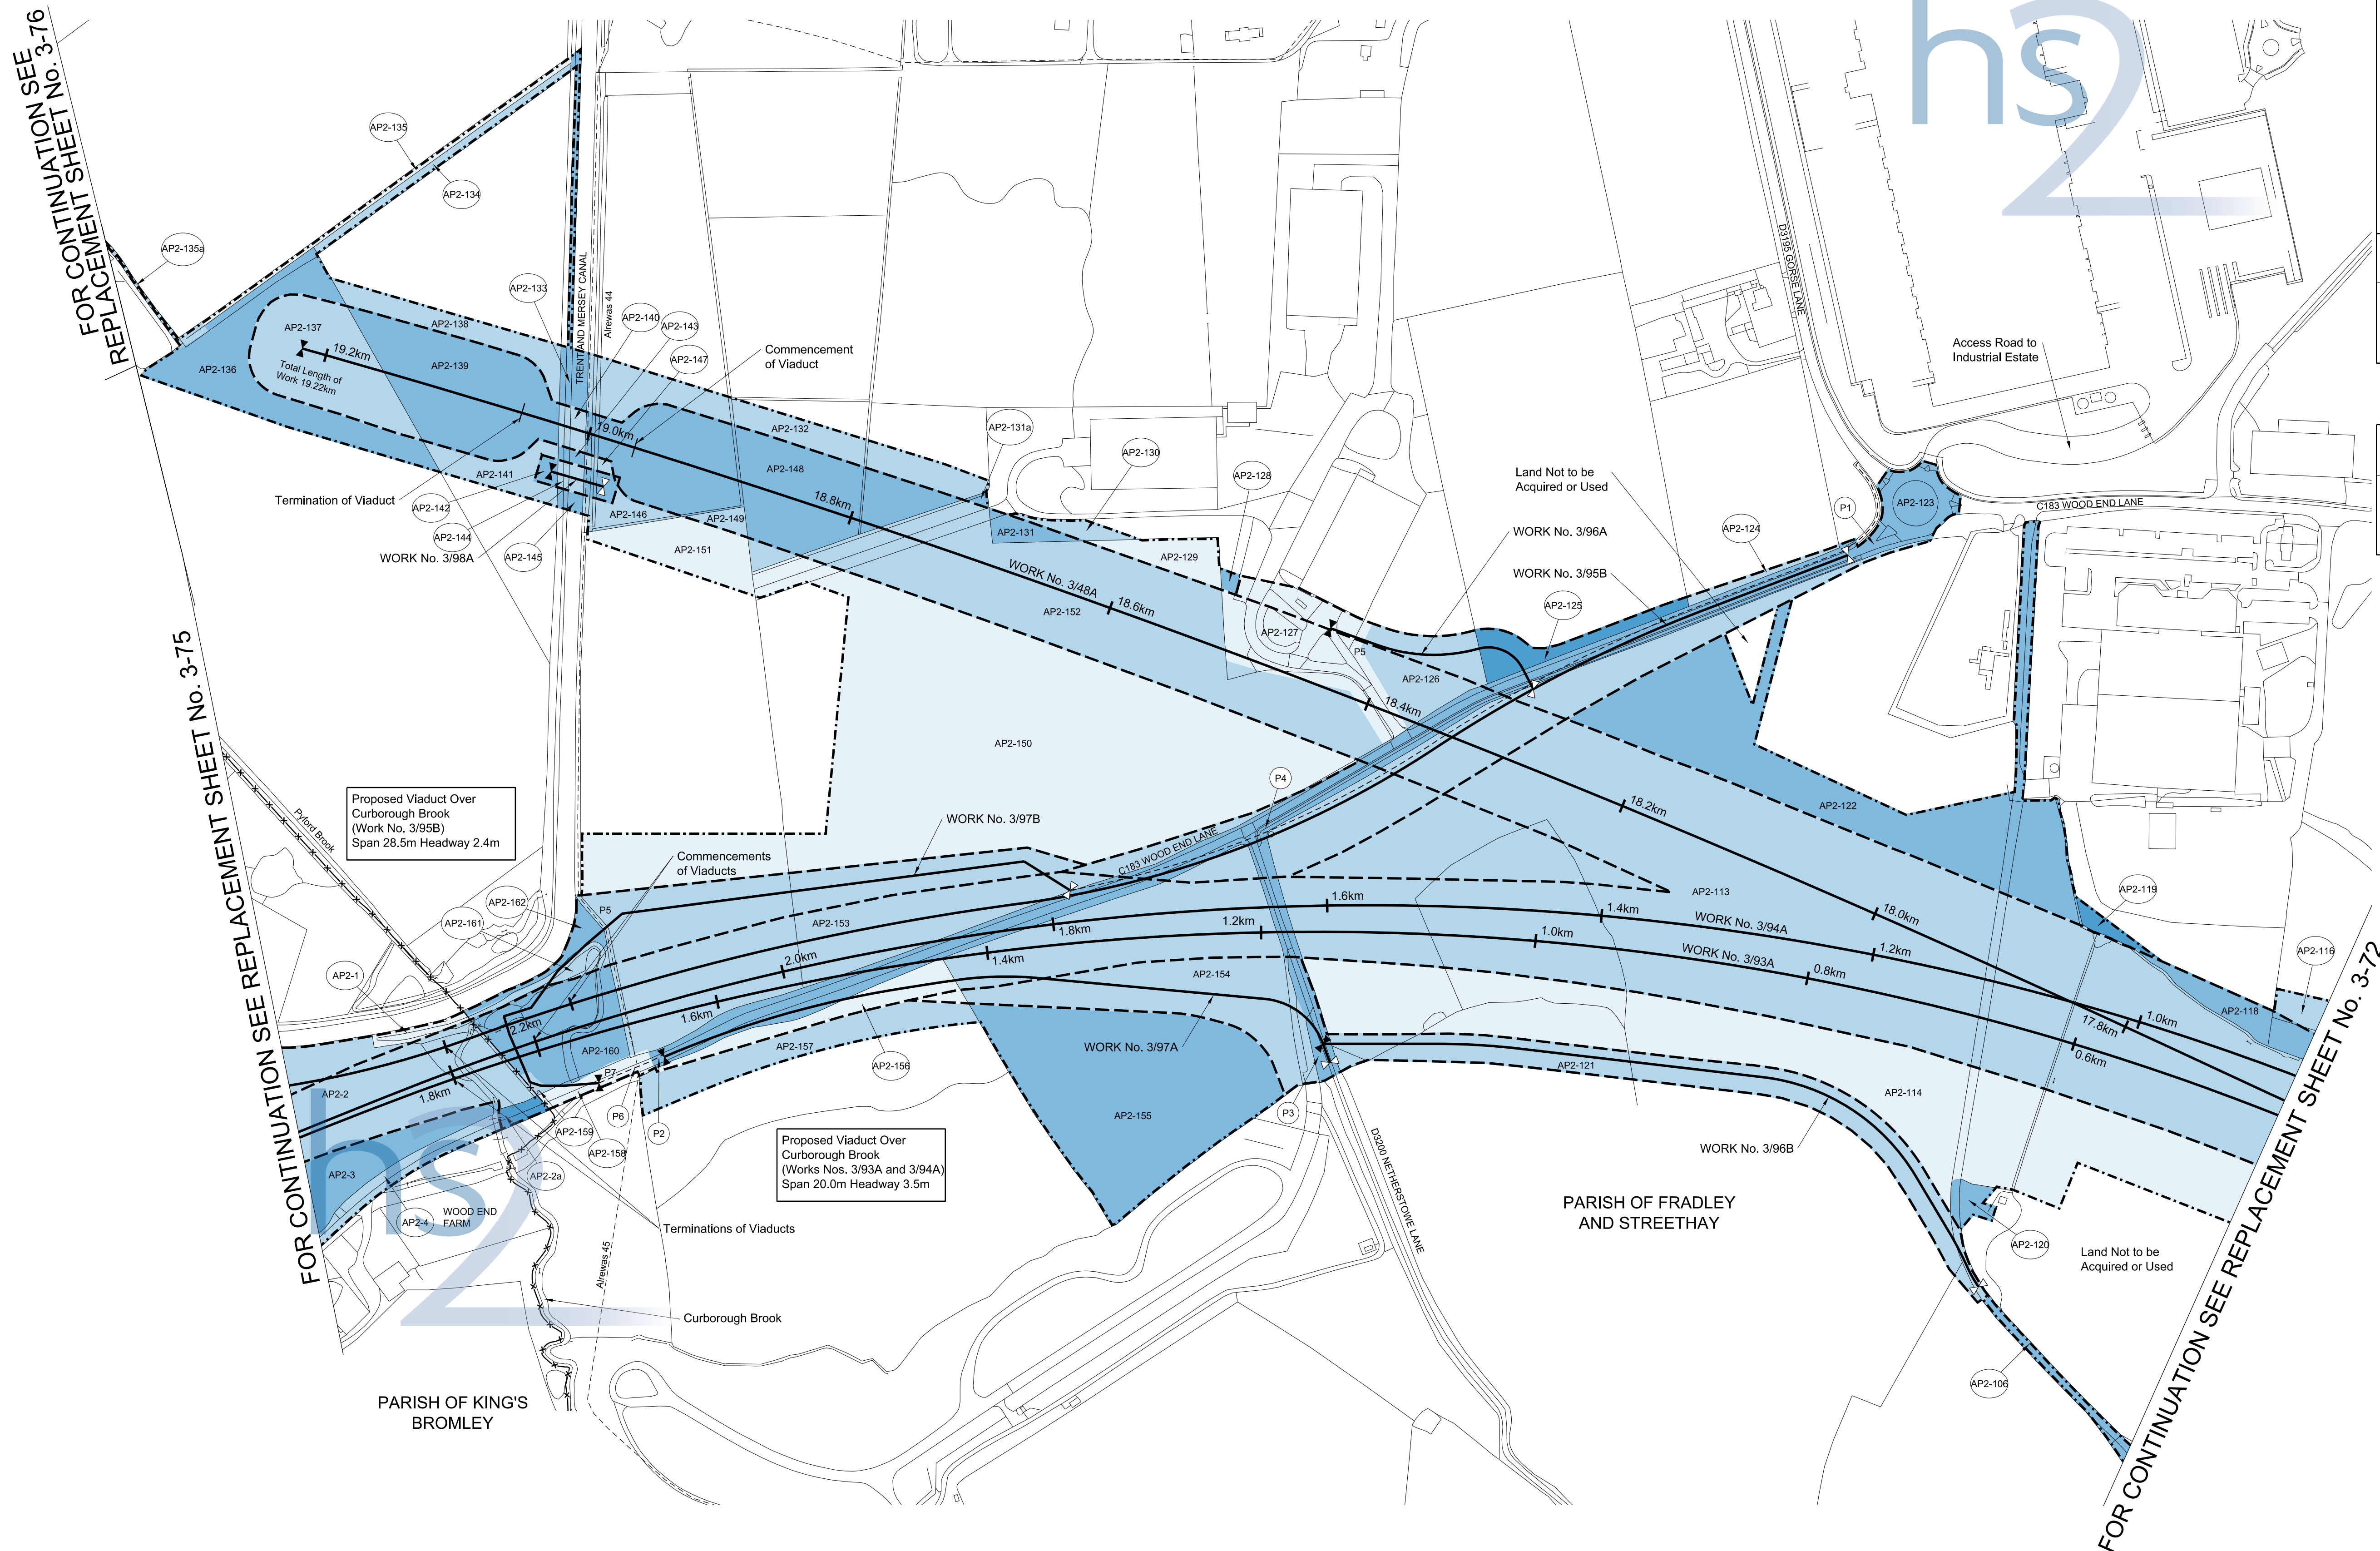 hs2
FOR CONTINUATION SEE
REPLACEMENT SHEET No. 3-76
AP2-135
AP2-134
AP2-135a
AP2-133
TRENT AND MERSEY CANAL
Alrewas 44
AP2-140
AP2-143
AP2-147
Commencement
of Viaduct
AP2-136
AP2-137
AP2-138
AP2-139
19.2km
Total Length of
Work 19.22km
19.0km
AP2-132
AP2-131a
AP2-130
AP2-128
AP2-148
AP2-141
Termination of Viaduct
AP2-142
AP2-144
WORK No. 3/98A
AP2-145
AP2-146
AP2-149
AP2-151
18.8km
AP2-131
AP2-129
WORK No. 3/48A
18.6km
AP2-152
AP2-127
P5
AP2-126
18.4km
D3195 GORSE LANE
Access Road to
Industrial Estate
Land Not to be
Acquired or Used
WORK No. 3/96A
WORK No. 3/95B
AP2-125
AP2-124
P1
AP2-123
C183 WOOD END LANE
AP2-150
FOR CONTINUATION SEE REPLACEMENT SHEET No. 3-75
Pyford Brook
Proposed Viaduct Over
Curborough Brook
(Work No. 3/95B)
Span 28.5m Headway 2.4m
WORK No. 3/97B
Commencements
of Viaducts
C183 WOOD END LANE
P4
18.2km
AP2-122
AP2-113
AP2-119
18.0km
AP2-116
AP2-118
AP2-162
AP2-161
AP2-1
P5
AP2-153
2.0km
1.8km
1.6km
1.4km
WORK No. 3/94A
1.2km
1.0km
17.8km
2.2km
1.8km
1.6km
1.4km
1.2km
1.0km
WORK No. 3/93A
0.8km
0.6km
AP2-154
AP2-160
AP2-157
AP2-156
WORK No. 3/97A
AP2-155
AP2-121
AP2-114
WORK No. 3/96B
AP2-2
AP2-3
AP2-4
hs2
WOOD END
FARM
AP2-2a
AP2-159
AP2-158
P7
P6
P2
P3
Proposed Viaduct Over
Curborough Brook
(Works Nos. 3/93A and 3/94A)
Span 20.0m Headway 3.5m
Terminations of Viaducts
Alrewas 45
Curborough Brook
D3200 NETHERSTOWE LANE
PARISH OF FRADLEY
AND STREETHAY
AP2-120
Land Not to be
Acquired or Used
AP2-106
PARISH OF KING'S
BROMLEY
FOR CONTINUATION SEE REPLACEMENT SHEET No. 3-72